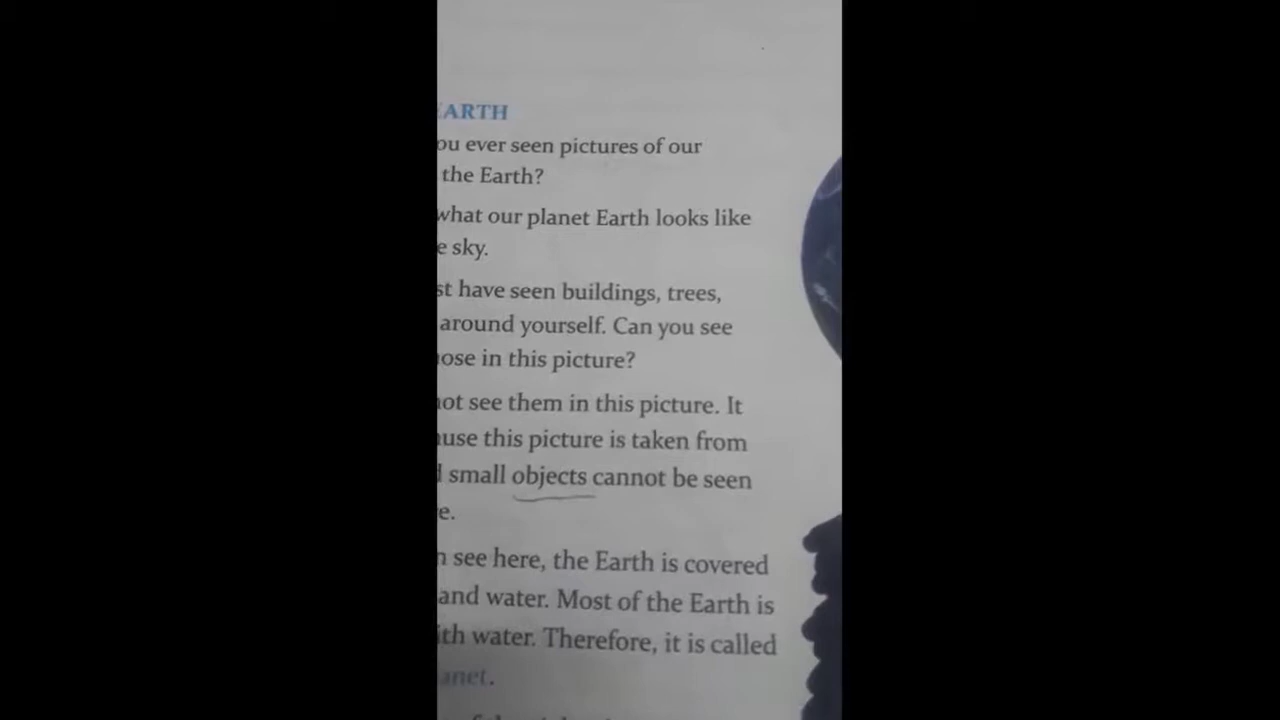 EARTH
ou ever seen pictures of our
the Earth?
what our planet Earth looks like
e sky.
st have seen buildings, trees,
around yourself. Can you see
ose in this picture?
not see them in this picture. It
use this picture is taken from
small objects cannot be seen
e.
n see here, the Earth is covered
and water. Most of the Earth is
ith water. Therefore, it is called
anet.